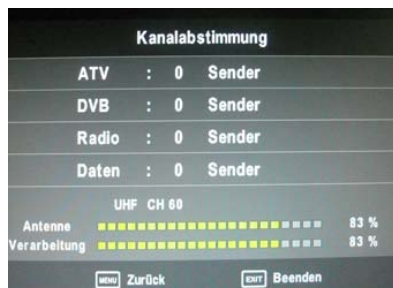 Kanalabstimmung
ATV : 0 Sender
DVB : 0 Sender
Radio : 0 Sender
Daten : 0 Sender
UHF CH 60
Antenne 83 %
Verarbeitung 83 %
MENU Zurück EXIT Beenden